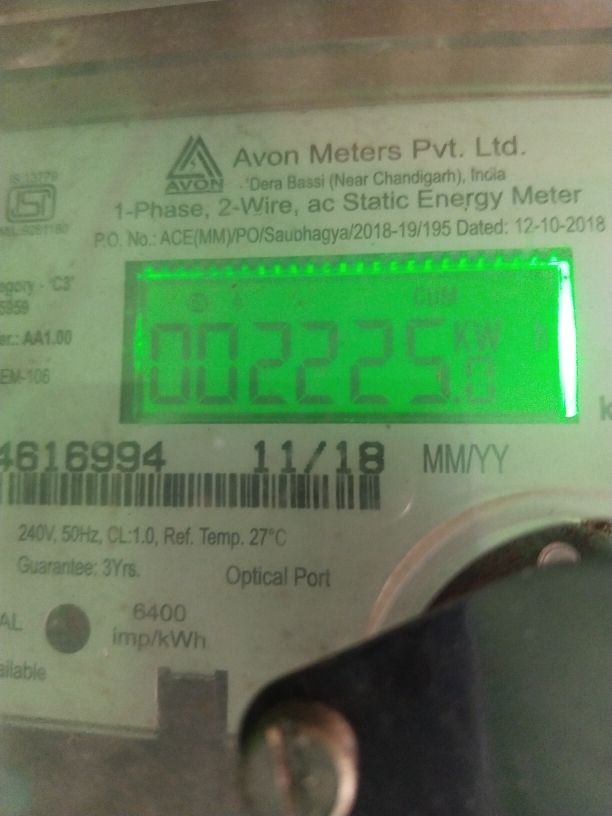 IS:13779
AVON
Avon Meters Pvt. Ltd.
Dera Bassi (Near Chandigarh), India
1-Phase, 2-Wire, ac Static Energy Meter
P.O. No.: ACE(MM)/PO/Saubhagya/2018-19/195 Dated: 12-10-2018
egory - 'C3'
5959
er.: AA1.00
EM-106
CUM
002225.0 KW
4616994 11/18 MM/YY
240V, 50Hz, CL:1.0, Ref. Temp. 27°C
Guarantee: 3Yrs.
Optical Port
AL
6400
imp/kWh
ailable